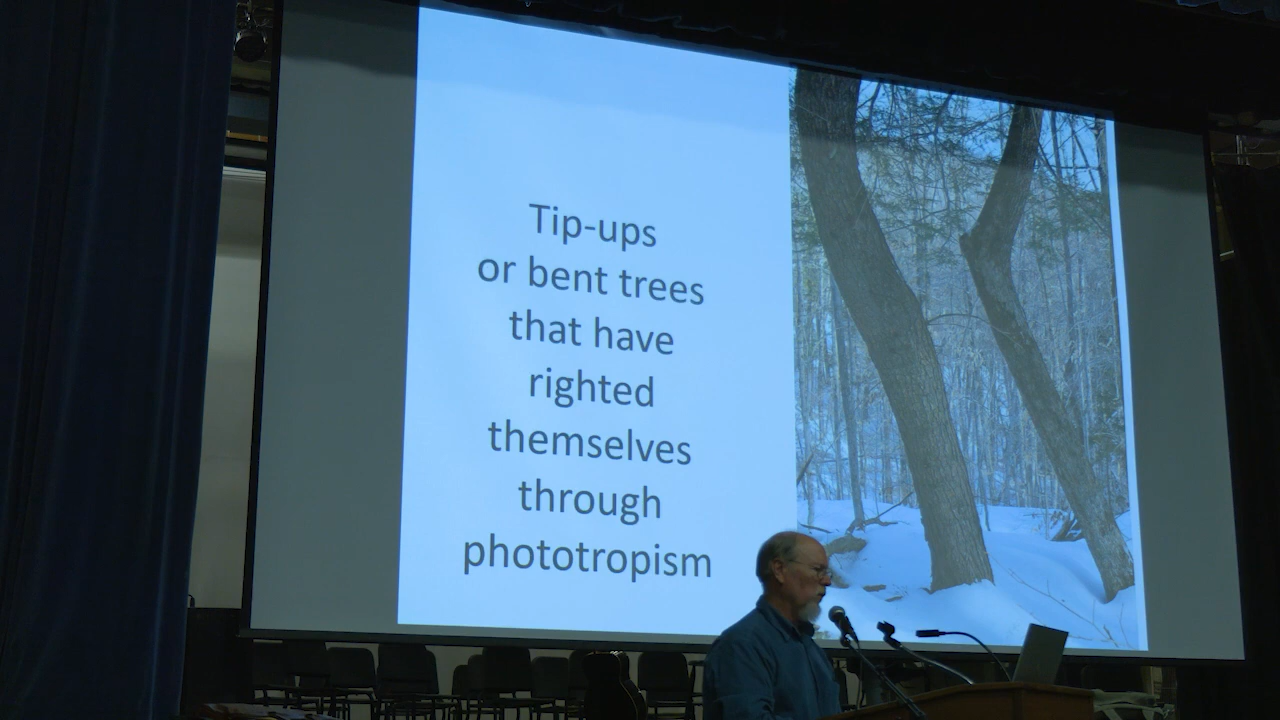 Tip-ups
or bent trees
that have
righted
themselves
through
phototropism